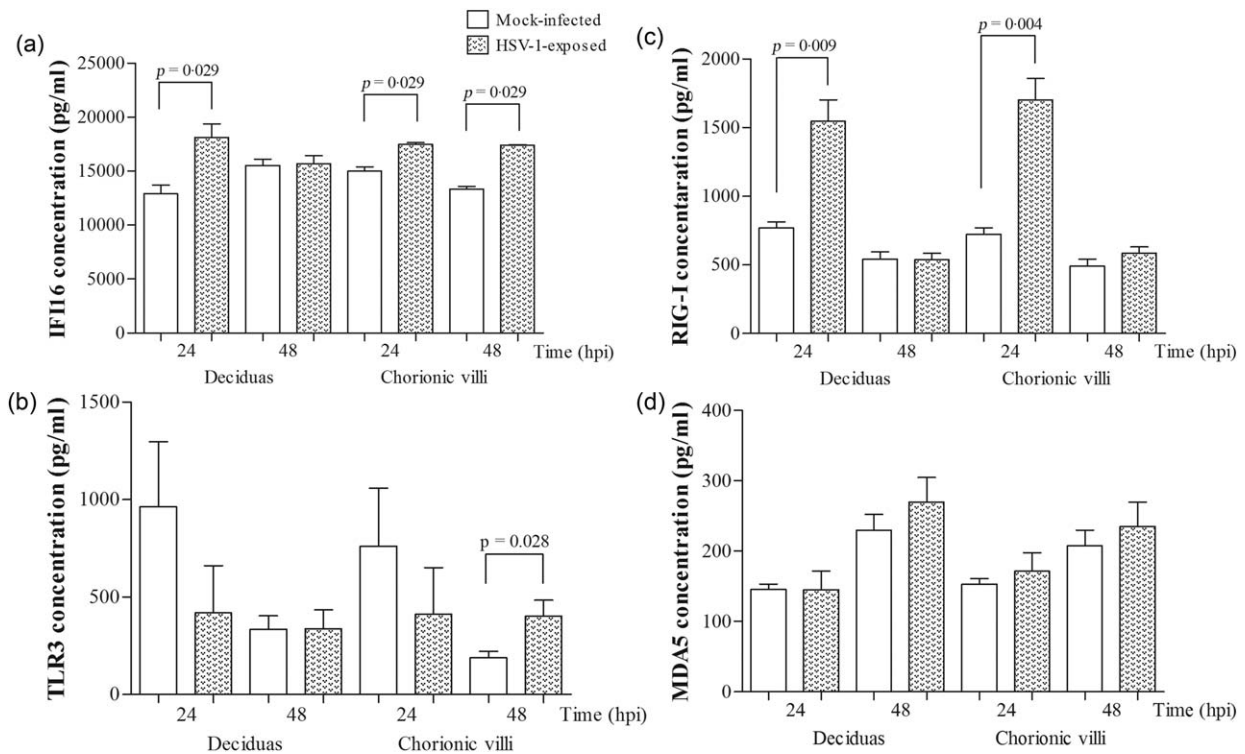 Mock-infected
HSV-1-exposed
(a)
IFI16 concentration (pg/ml)
25000
20000
15000
10000
5000
0
p = 0·029
p = 0·029
p = 0·029
24 48 24 48 Time (hpi)
Deciduas Chorionic villi
(b)
TLR3 concentration (pg/ml)
1500
1000
500
0
p = 0.028
24 48 24 48 Time (hpi)
Deciduas Chorionic villi
(c)
RIG-I concentaration (pg/ml)
2000
1500
1000
500
0
p = 0·009
p = 0·004
24 48 24 48 Time (hpi)
Deciduas Chorionic villi
(d)
MDA5 concentration (pg/ml)
400
300
200
100
0
24 48 24 48 Time (hpi)
Deciduas Chorionic villi